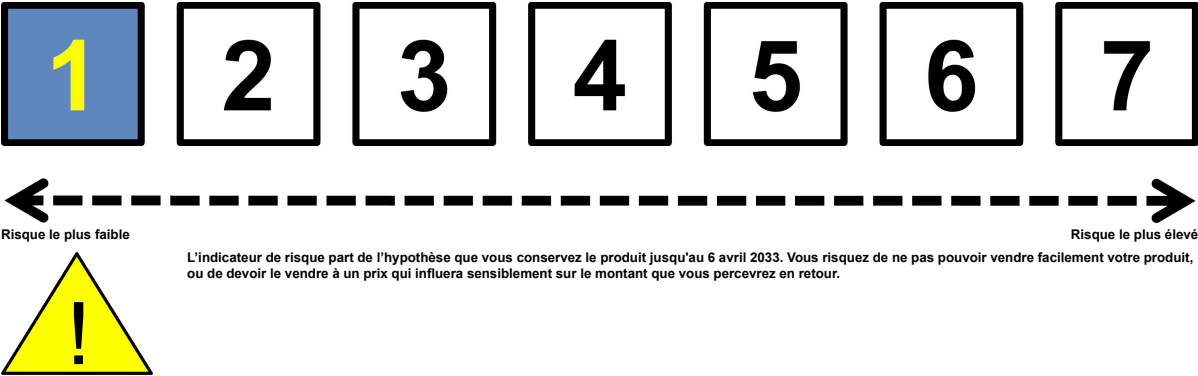 1 2 3 4 5 6 7
Risque le plus faible Risque le plus élevé
L’indicateur de risque part de l’hypothèse que vous conservez le produit jusqu'au 6 avril 2033. Vous risquez de ne pas pouvoir vendre facilement votre produit,
ou de devoir le vendre à un prix qui influera sensiblement sur le montant que vous percevrez en retour.
!